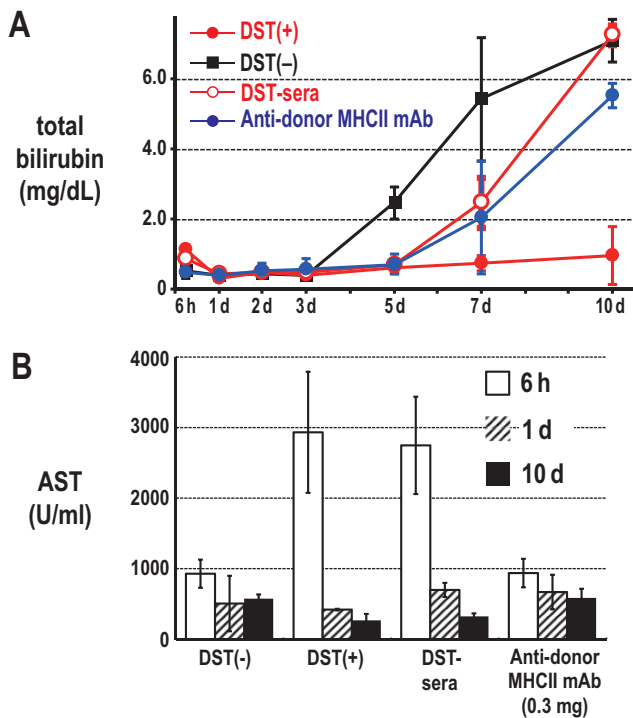 A
DST(+)
DST(–)
DST-sera
Anti-donor MHCII mAb
total
bilirubin
(mg/dL)
6.0
4.0
2.0
0
6 h 1 d 2 d 3 d 5 d 7 d 10 d
B
AST
(U/ml)
4000
3000
2000
1000
0
6 h
1 d
10 d
DST(-) DST(+) DST-
sera Anti-donor
MHCII mAb
(0.3 mg)